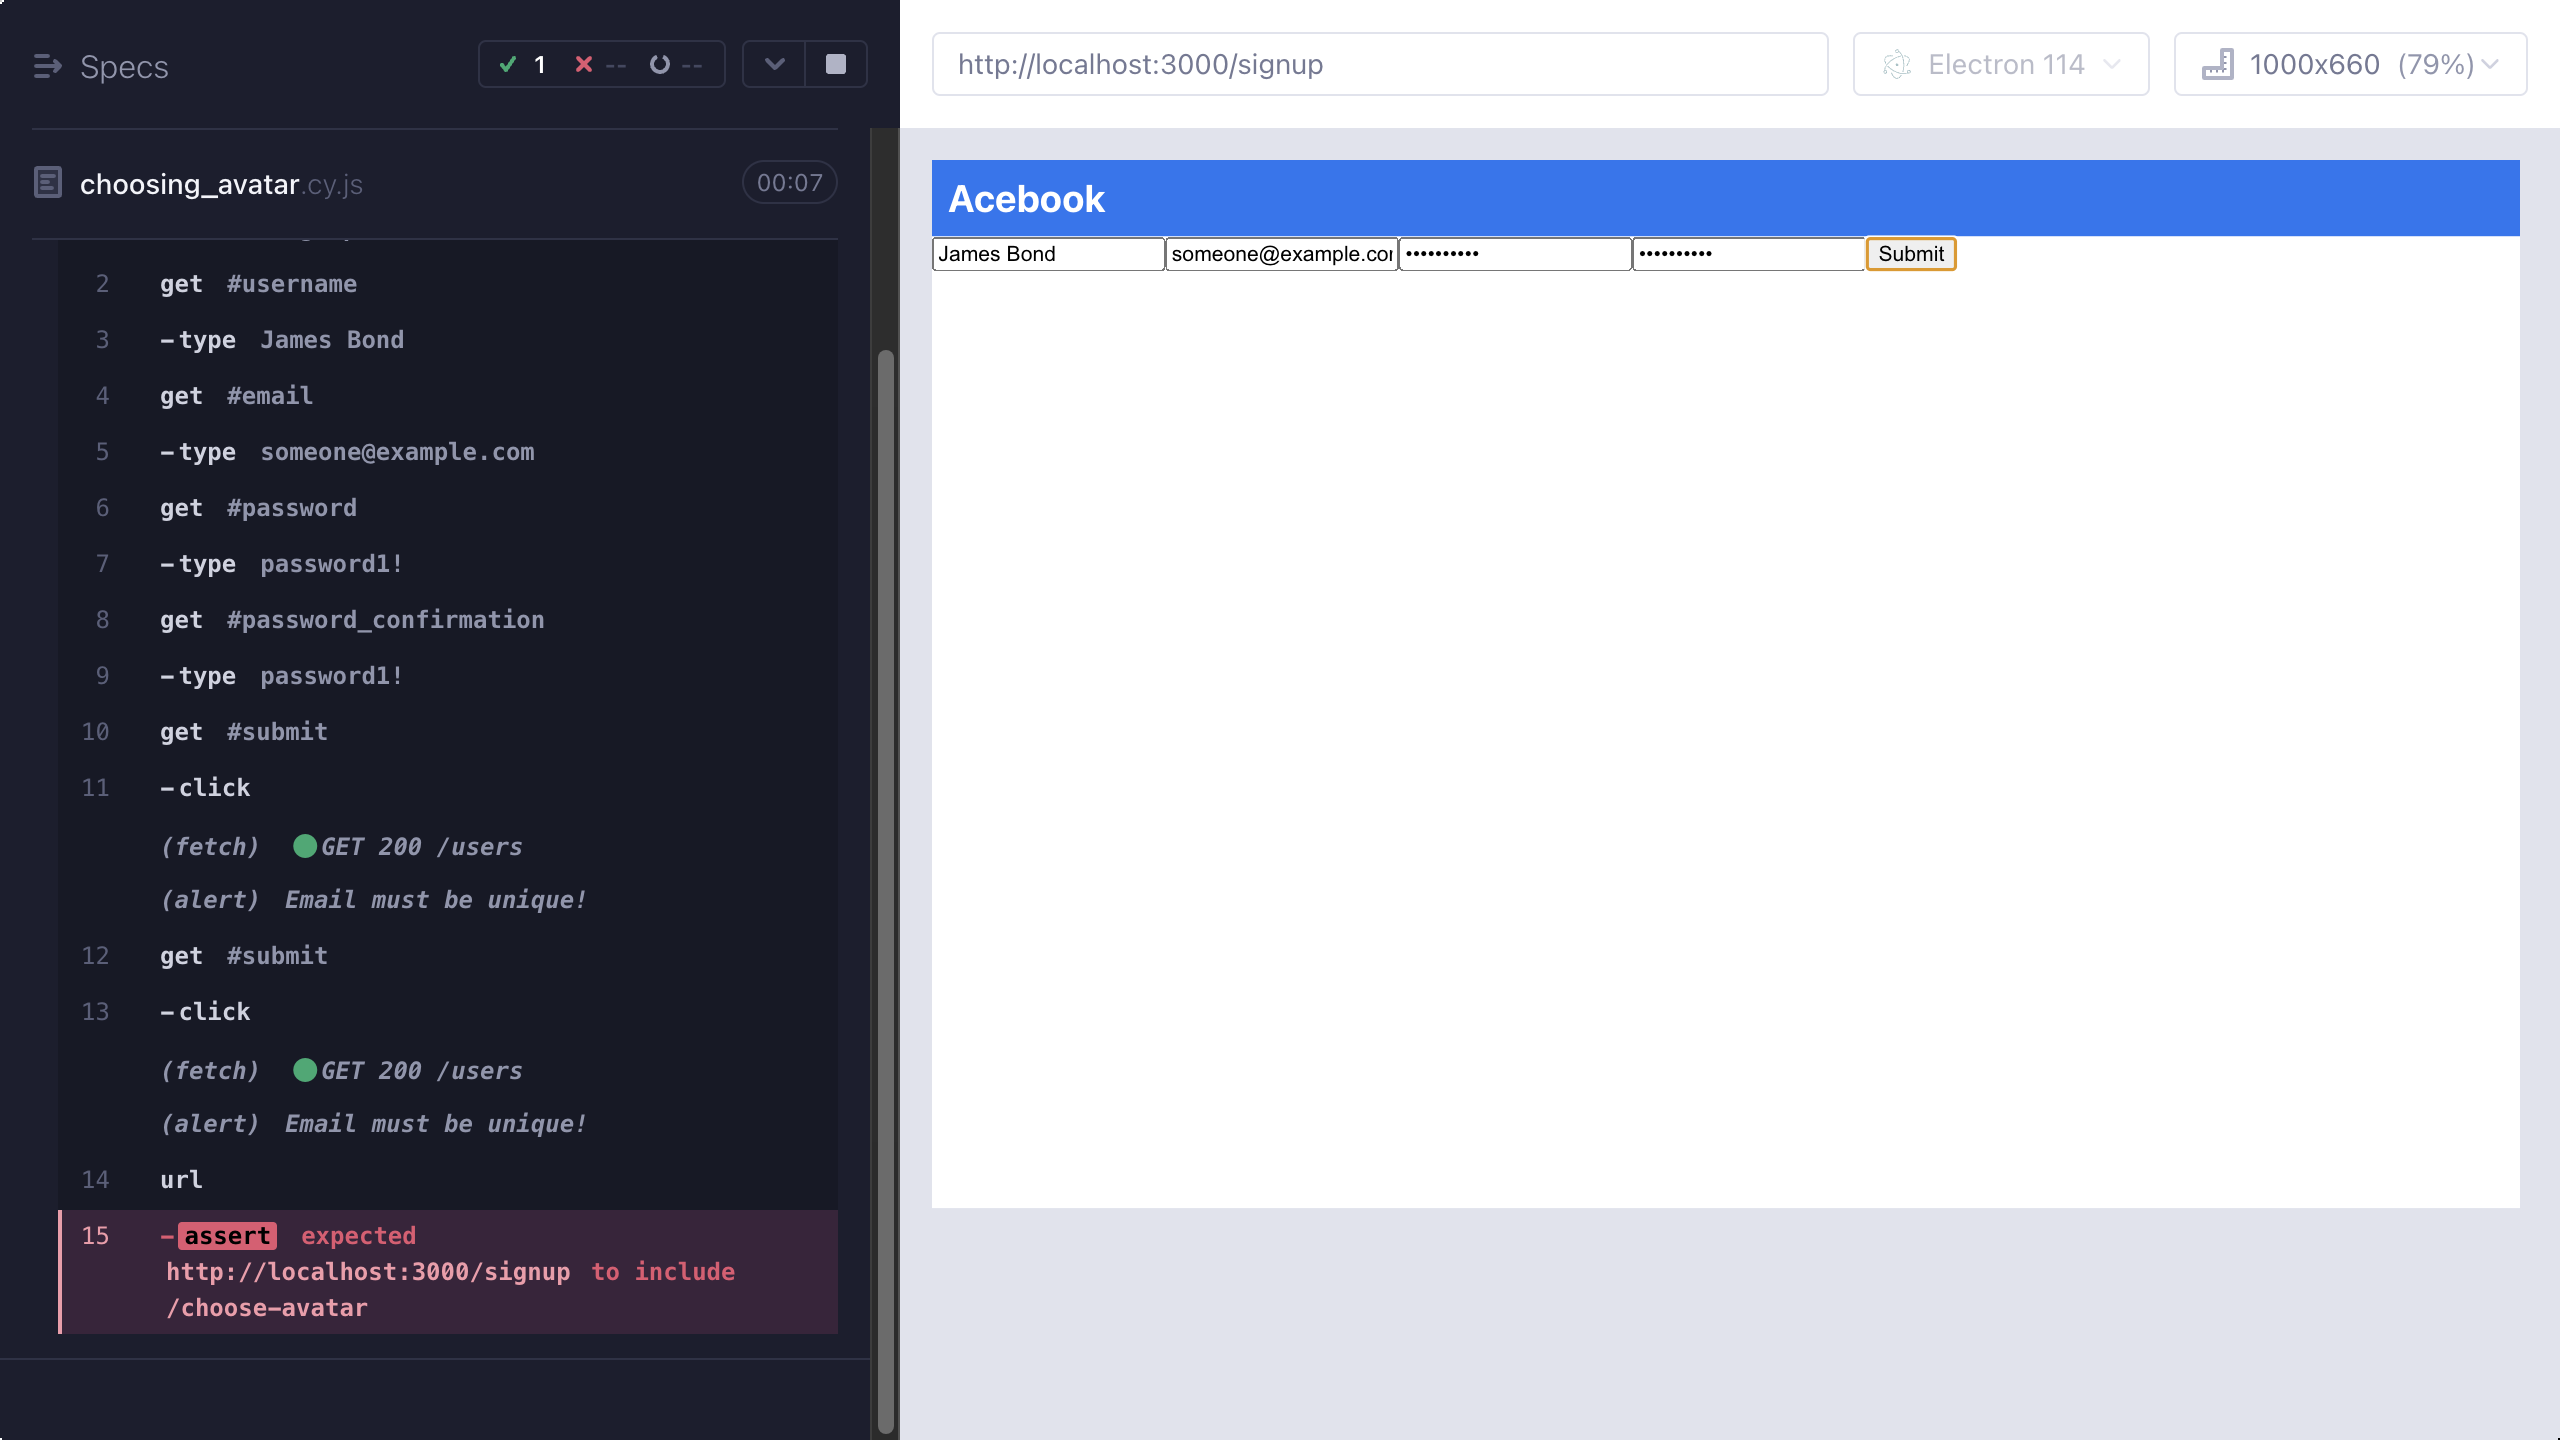 Specs
1
--
--
choosing_avatar.cy.js
00:07
2 get #username
3 -type James Bond
4 get #email
5 -type someone@example.com
6 get #password
7 -type password1!
8 get #password_confirmation
9 -type password1!
10 get #submit
11 -click
(fetch) GET 200 /users
(alert) Email must be unique!
12 get #submit
13 -click
(fetch) GET 200 /users
(alert) Email must be unique!
14 url
15 -assert expected
http://localhost:3000/signup to include
/choose-avatar
http://localhost:3000/signup
Electron 114
1000x660 (79%)
Acebook
James Bond
someone@example.cor
••••••••••
••••••••••
Submit